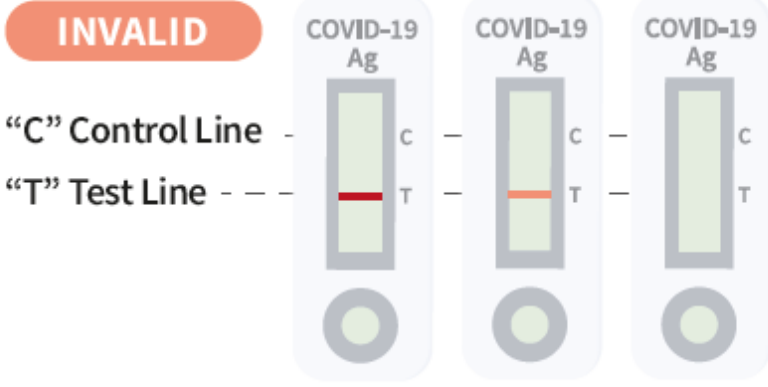 INVALID
COVID-19
Ag
COVID-19
Ag
COVID-19
Ag
“C” Control Line
C
C
C
“T” Test Line
T
T
T